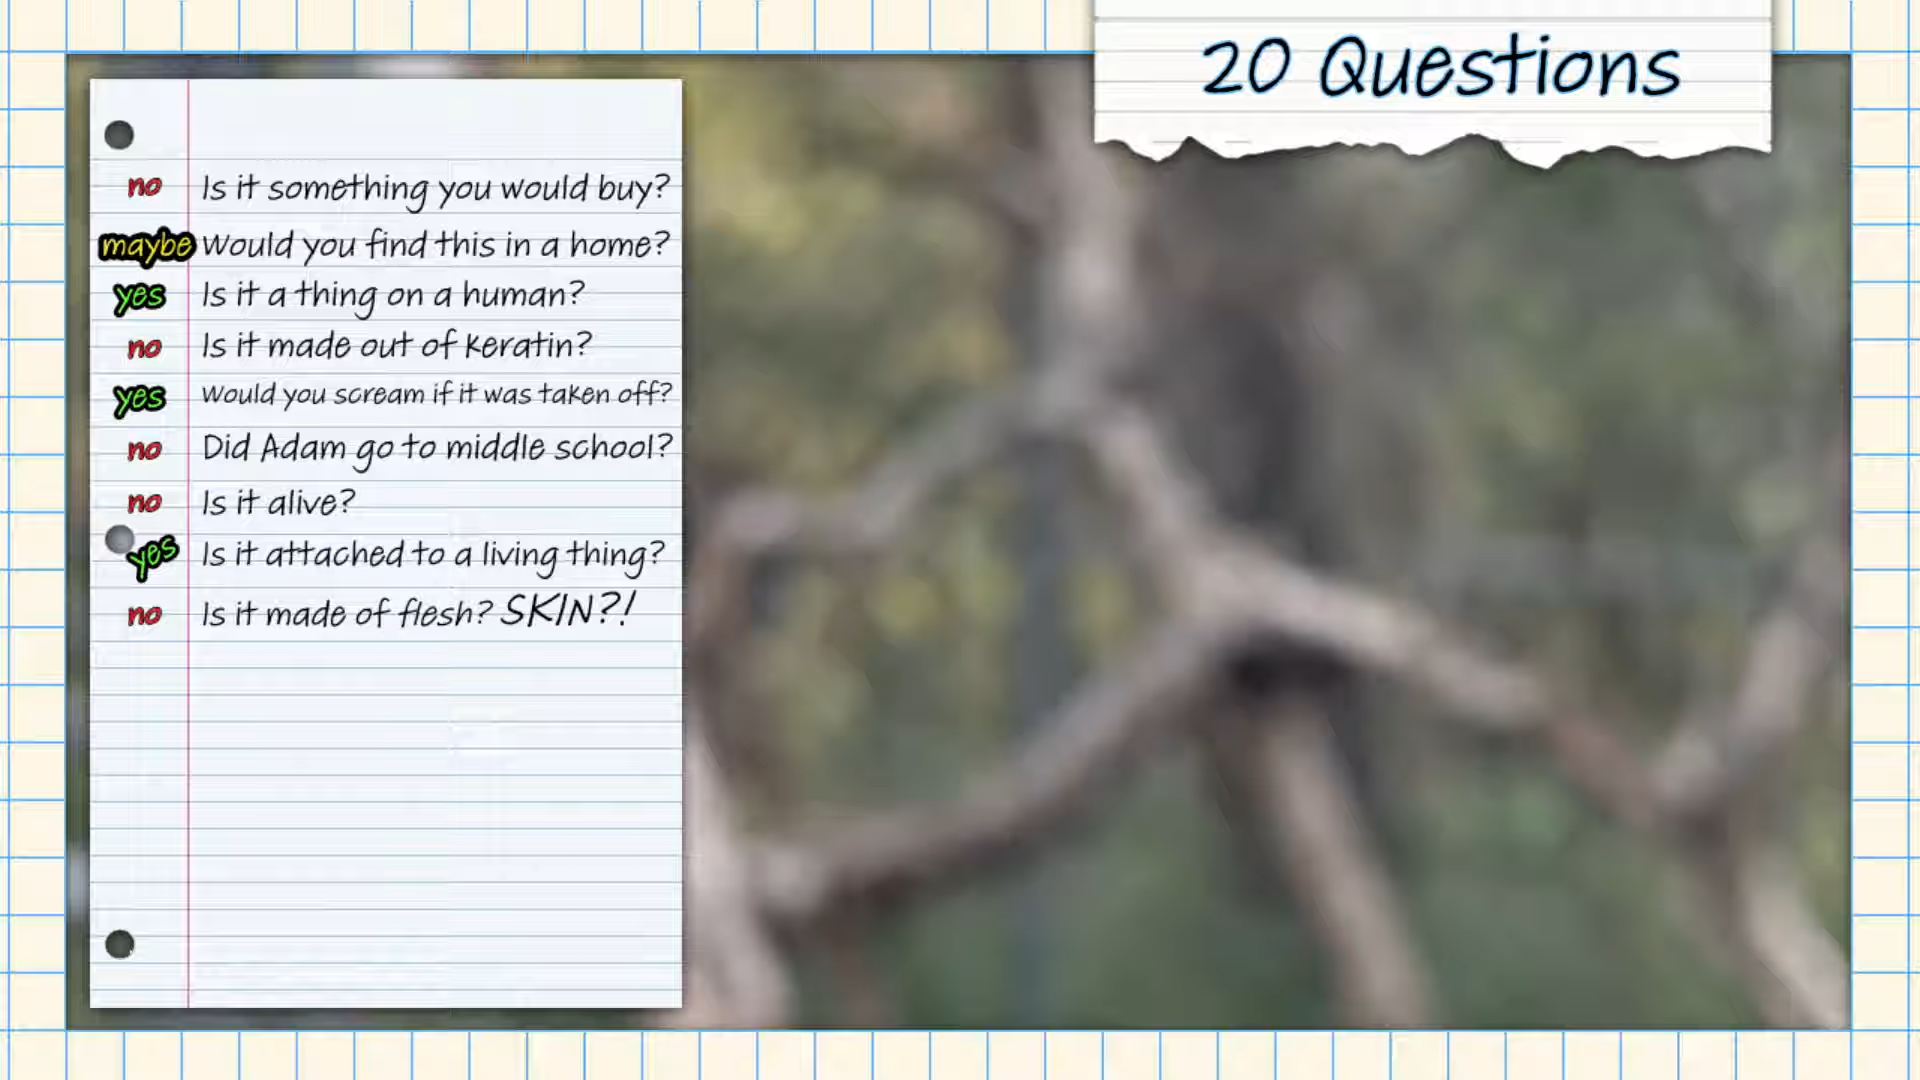 20 Questions
no Is it something you would buy?
maybe Would you find this in a home?
yes Is it a thing on a human?
no Is it made out of keratin?
yes Would you scream if it was taken off?
no Did Adam go to middle school?
no Is it alive?
yes Is it attached to a living thing?
no Is it made of flesh? SKIN?!